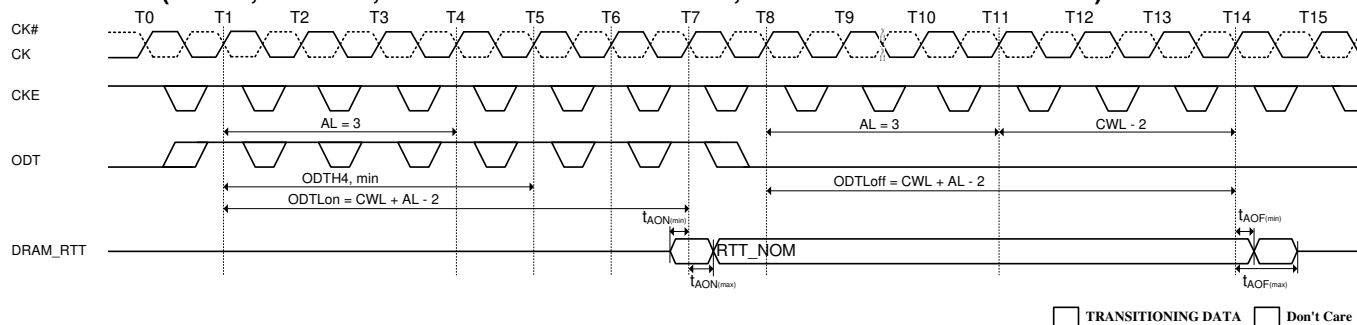 T0 T1 T2 T3 T4 T5 T6 T7 T8 T9 T10 T11 T12 T13 T14 T15
CK#
CK
CKE
AL = 3 AL = 3 CWL - 2
ODT
ODTH4, min ODTLoff = CWL + AL - 2
ODTLon = CWL + AL - 2
tAON(min) tAOF(min)
DRAM_RTT RTT_NOM
tAON(max) tAOF(max)
TRANSITIONING DATA Don't Care